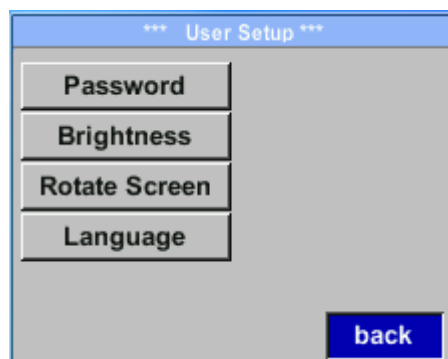 *** User Setup ***
Password
Brightness
Rotate Screen
Language
back